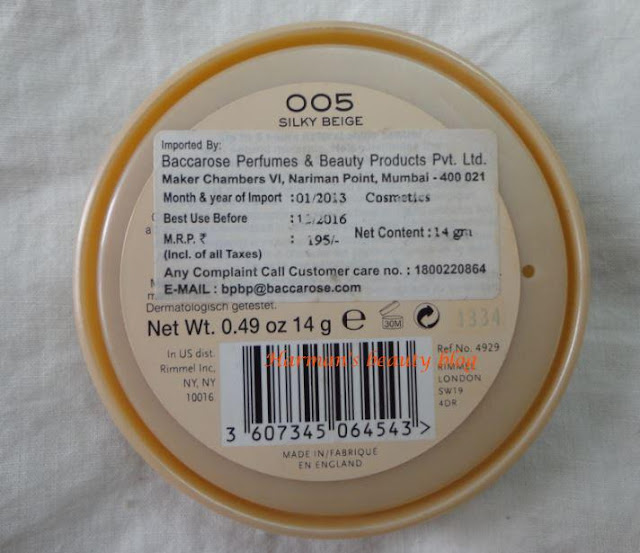 005
SILKY BEIGE
Imported By:
Baccarose Perfumes & Beauty Products Pvt. Ltd.
Maker Chambers VI, Nariman Point, Mumbai - 400 021
Month & year of Import : 01/2013 Cosmetics
Best Use Before
M.R.P. ₹ : 195/- Net Content : 14 gm
(Incl. of all Taxes)
Any Complaint Call Customer care no. : 1800220864
E-MAIL : bpbp@baccarose.com
Dermatologisch getestet.
Net Wt. 0.49 oz 14 g e 30M
In US dist.
Rimmel Inc,
NY, NY
10016
Harman's beauty blog
Ref.No. 4929
RIMMEL
LONDON
SW19
4DR
3 607345 064543 >
MADE IN/FABRIQUE
EN ENGLAND